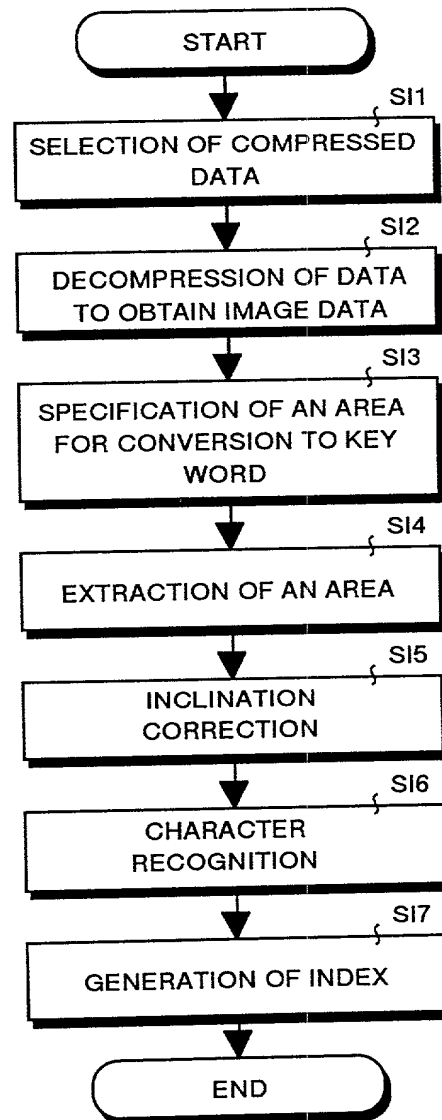 START
SI1
SELECTION OF COMPRESSED
DATA
SI2
DECOMPRESSION OF DATA
TO OBTAIN IMAGE DATA
SI3
SPECIFICATION OF AN AREA
FOR CONVERSION TO KEY
WORD
SI4
EXTRACTION OF AN AREA
SI5
INCLINATION
CORRECTION
SI6
CHARACTER
RECOGNITION
SI7
GENERATION OF INDEX
END